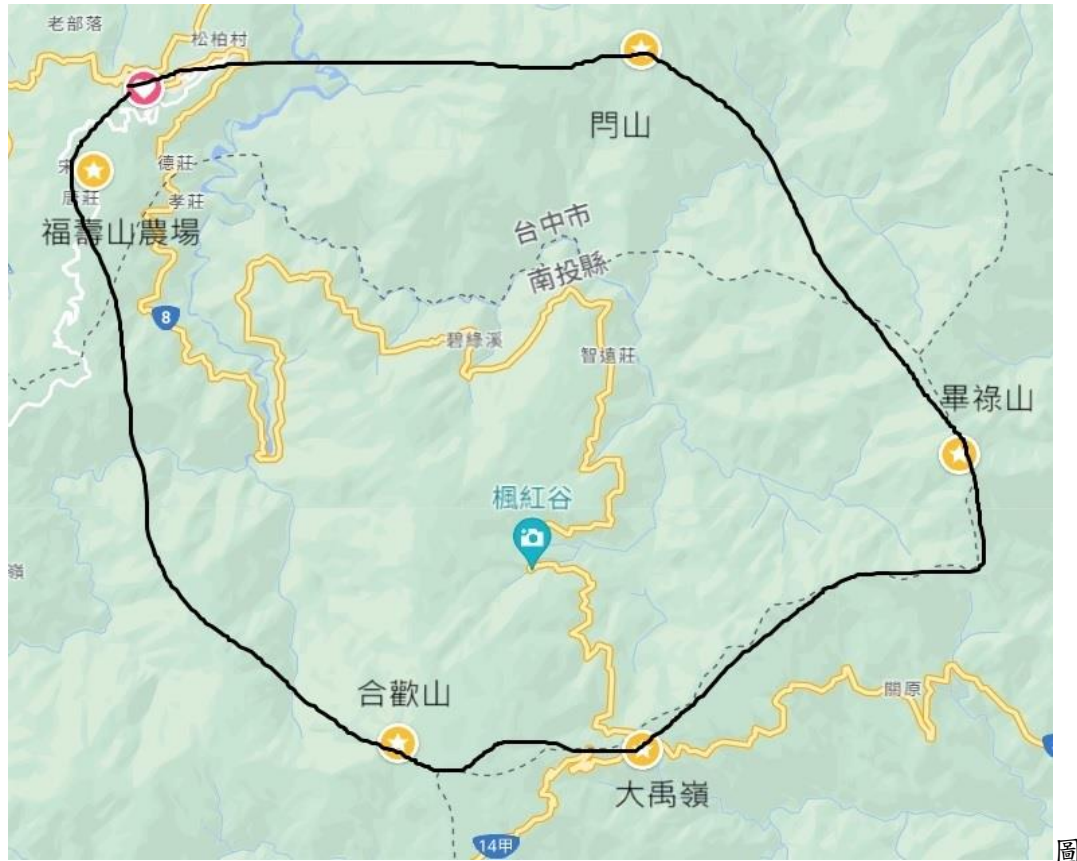 老部落
松柏村
閂山
宋
德莊
唐莊
孝莊
福壽山農場
台中市
南投縣
8
碧綠溪
智遠莊
畢祿山
楓紅谷
嶺
合歡山
關原
大禹嶺
14甲
圖